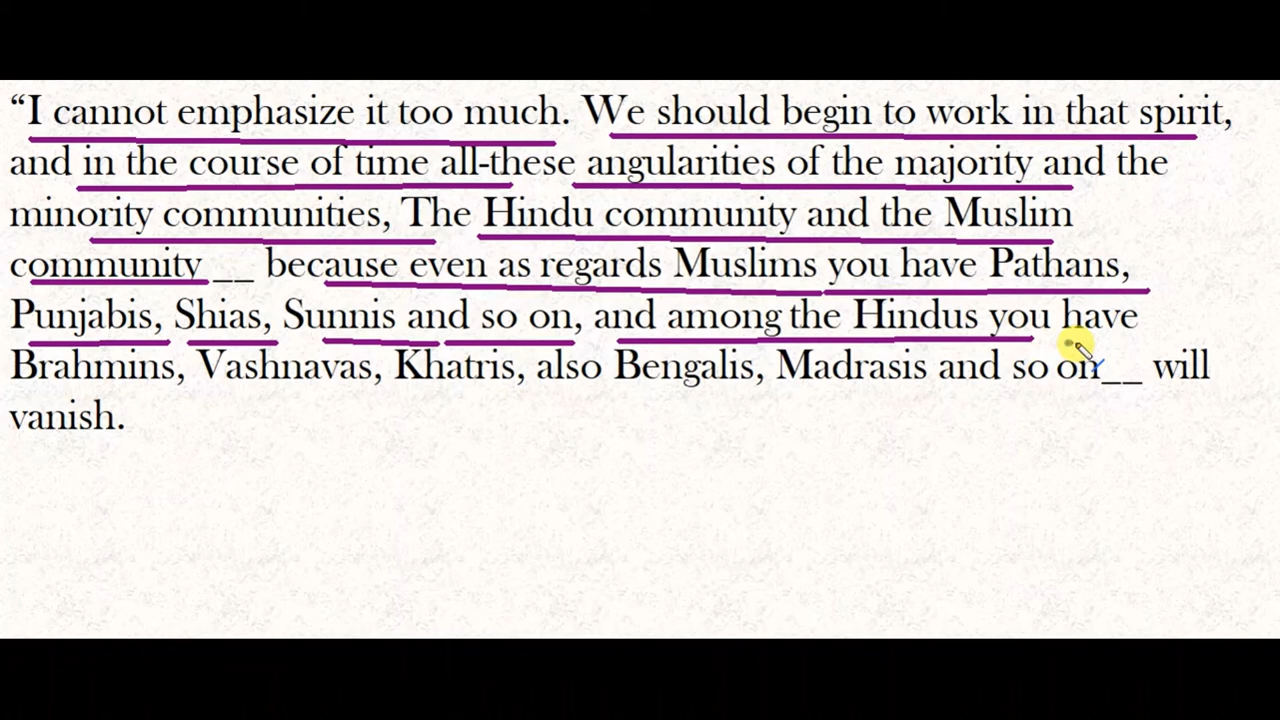 “I cannot emphasize it too much. We should begin to work in that spirit,
and in the course of time all-these angularities of the majority and the
minority communities, The Hindu community and the Muslim
community __ because even as regards Muslims you have Pathans,
Punjabis, Shias, Sunnis and so on, and among the Hindus you have
Brahmins, Vashnavas, Khatris, also Bengalis, Madrasis and so on__ will
vanish.